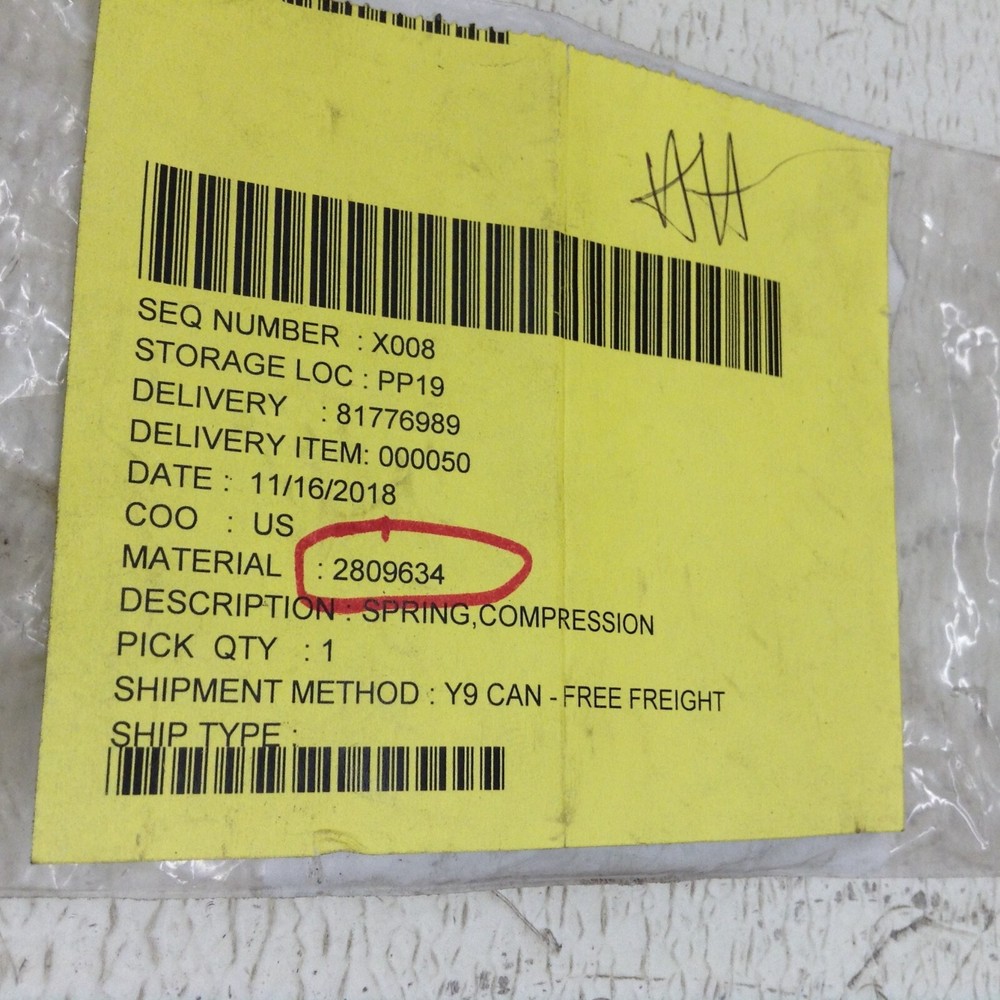 SEQ NUMBER : X008
STORAGE LOC : PP19
DELIVERY : 81776989
DELIVERY ITEM: 000050
DATE : 11/16/2018
COO : US
MATERIAL : 2809634
DESCRIPTION : SPRING,COMPRESSION
PICK QTY : 1
SHIPMENT METHOD : Y9 CAN - FREE FREIGHT
SHIP TYPE :